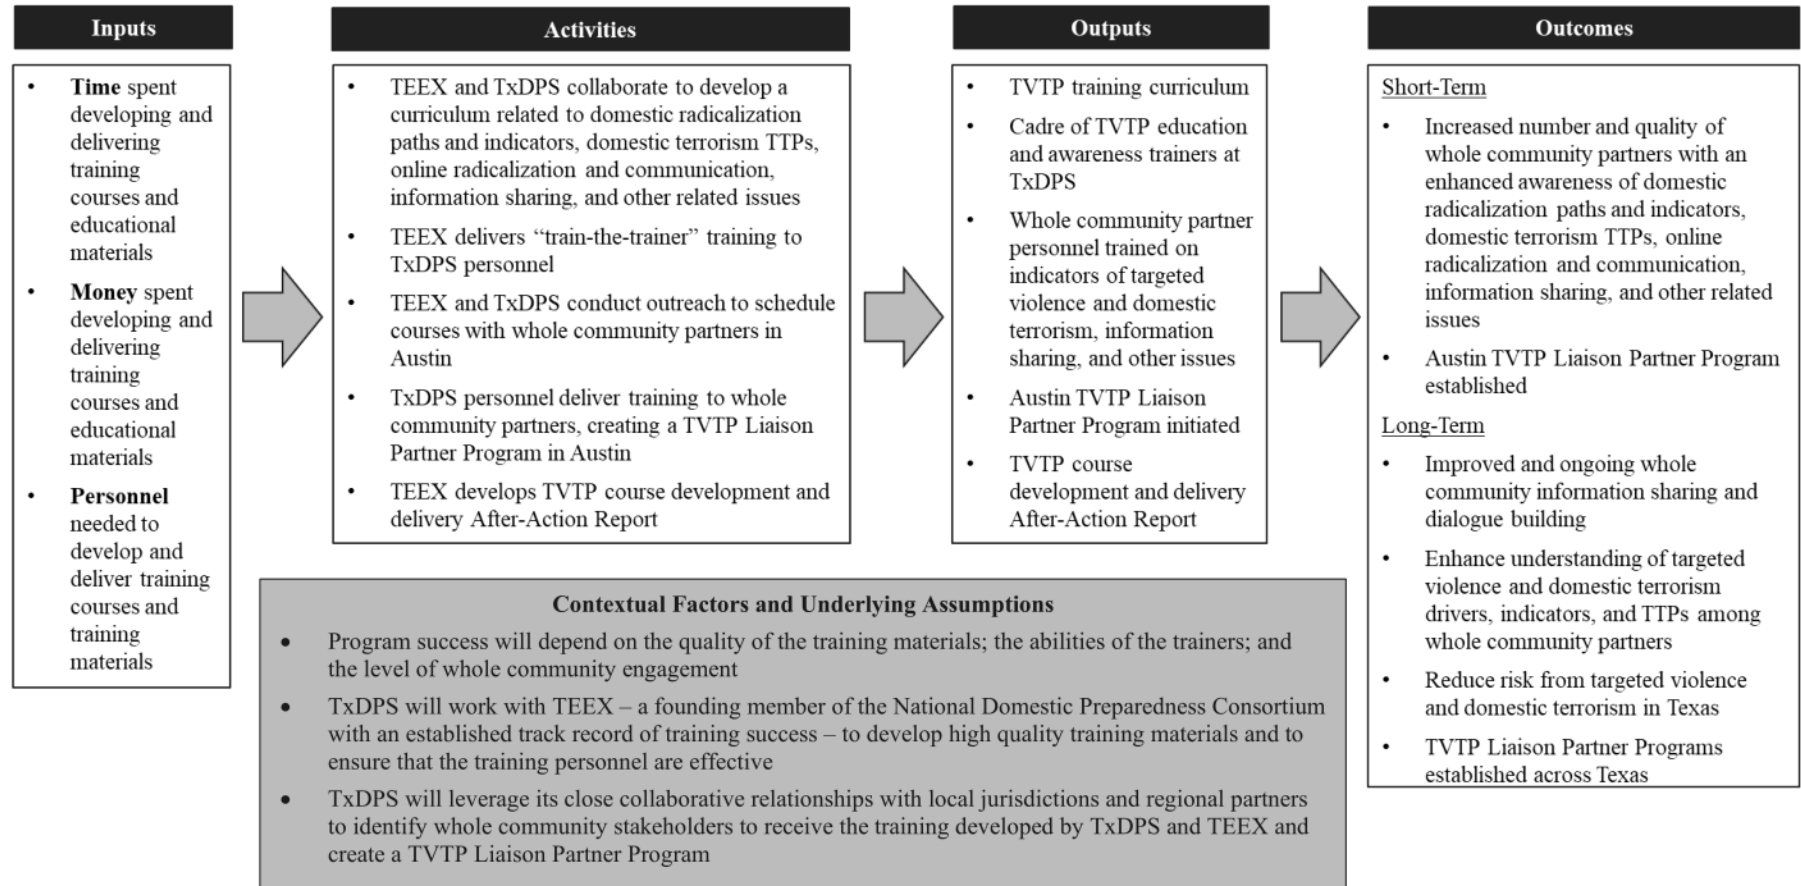 Inputs
• Time spent
developing and
delivering
training
courses and
educational
materials
• Money spent
developing and
delivering
training
courses and
educational
materials
• Personnel
needed to
develop and
deliver training
courses and
training
materials
Activities
• TEEX and TxDPS collaborate to develop a
curriculum related to domestic radicalization
paths and indicators, domestic terrorism TTPs,
online radicalization and communication,
information sharing, and other related issues
• TEEX delivers “train-the-trainer” training to
TxDPS personnel
• TEEX and TxDPS conduct outreach to schedule
courses with whole community partners in
Austin
• TxDPS personnel deliver training to whole
community partners, creating a TVTP Liaison
Partner Program in Austin
• TEEX develops TVTP course development and
delivery After-Action Report
Outputs
• TVTP training curriculum
• Cadre of TVTP education
and awareness trainers at
TxDPS
• Whole community partner
personnel trained on
indicators of targeted
violence and domestic
terrorism, information
sharing, and other issues
• Austin TVTP Liaison
Partner Program initiated
• TVTP course
development and delivery
After-Action Report
Outcomes
Short-Term
• Increased number and quality of
whole community partners with an
enhanced awareness of domestic
radicalization paths and indicators,
domestic terrorism TTPs, online
radicalization and communication,
information sharing, and other related
issues
• Austin TVTP Liaison Partner Program
established
Long-Term
• Improved and ongoing whole
community information sharing and
dialogue building
• Enhance understanding of targeted
violence and domestic terrorism
drivers, indicators, and TTPs among
whole community partners
• Reduce risk from targeted violence
and domestic terrorism in Texas
• TVTP Liaison Partner Programs
established across Texas
Contextual Factors and Underlying Assumptions
• Program success will depend on the quality of the training materials; the abilities of the trainers; and
the level of whole community engagement
• TxDPS will work with TEEX – a founding member of the National Domestic Preparedness Consortium
with an established track record of training success – to develop high quality training materials and to
ensure that the training personnel are effective
• TxDPS will leverage its close collaborative relationships with local jurisdictions and regional partners
to identify whole community stakeholders to receive the training developed by TxDPS and TEEX and
create a TVTP Liaison Partner Program